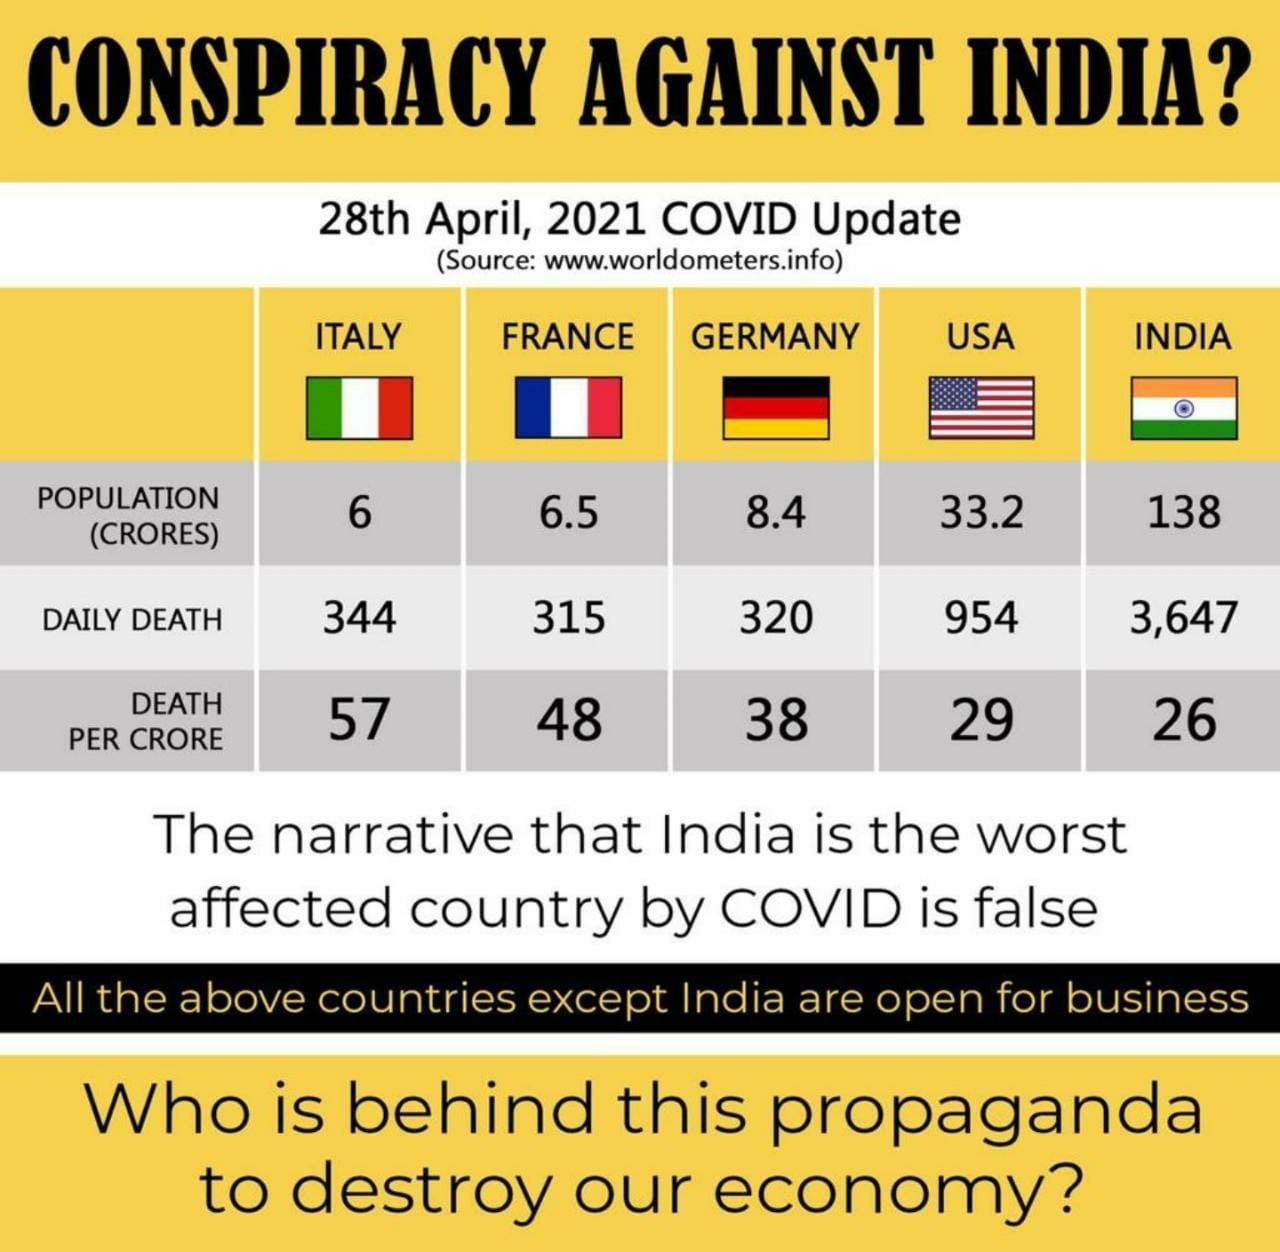 CONSPIRACY AGAINST INDIA?
28th April, 2021 COVID Update
(Source: www.worldometers.info)
ITALY FRANCE GERMANY USA INDIA
POPULATION
(CRORES) 6 6.5 8.4 33.2 138
DAILY DEATH 344 315 320 954 3,647
DEATH
PER CRORE 57 48 38 29 26
The narrative that India is the worst
affected country by COVID is false
All the above countries except India are open for business
Who is behind this propaganda
to destroy our economy?